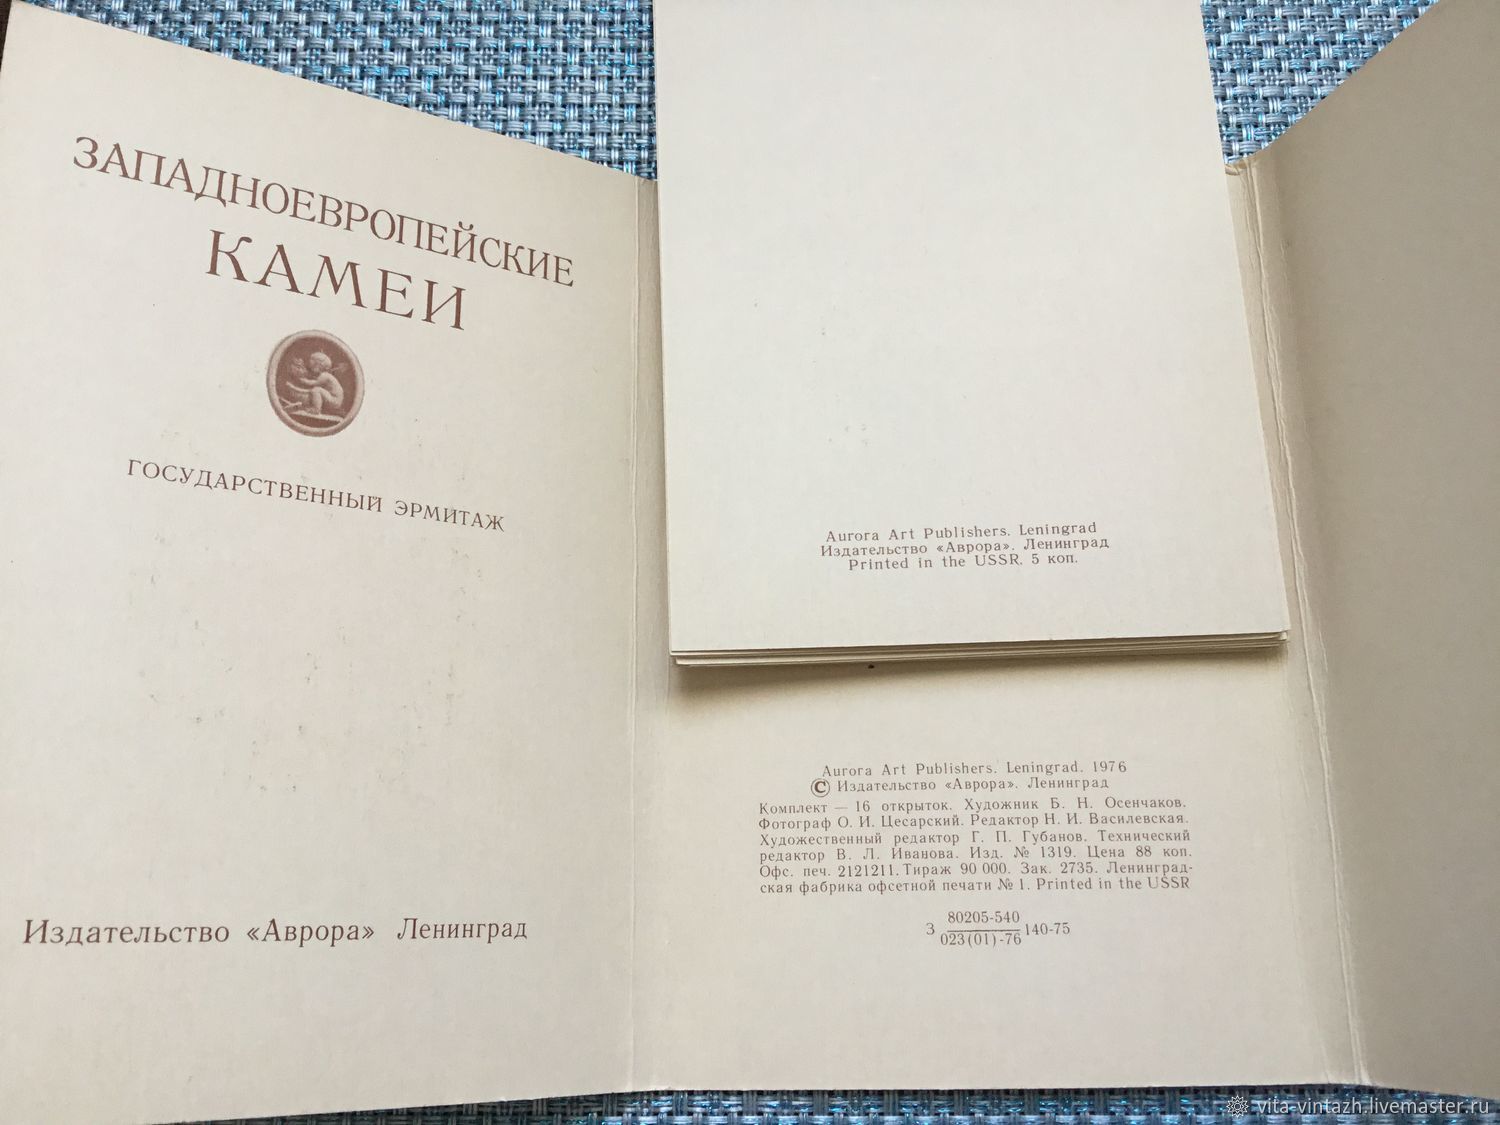 ЗАПАДНОЕВРОПЕЙСКИЕ
КАМЕИ
ГОСУДАРСТВЕННЫЙ ЭРМИТАЖ
Издательство «Аврора» Ленинград
Aurora Art Publishers. Leningrad
Издательство «Аврора». Ленинград
Printed in the USSR. 5 коп.
Aurora Art Publishers. Leningrad. 1976
© Издательство «Аврора». Ленинград
Комплект — 16 открыток. Художник Б. Н. Осенчаков.
Фотограф О. И. Цесарский. Редактор Н. И. Василевская.
Художественный редактор Г. П. Губанов. Технический
редактор В. Л. Иванова. Изд. № 1319. Цена 88 коп.
Офс. печ. 2121211. Тираж 90 000. Зак. 2735. Ленинград-
ская фабрика офсетной печати № 1. Printed in the USSR
80205-540
З 140-75
023(01)-76
vita-vintazh.livemaster.ru